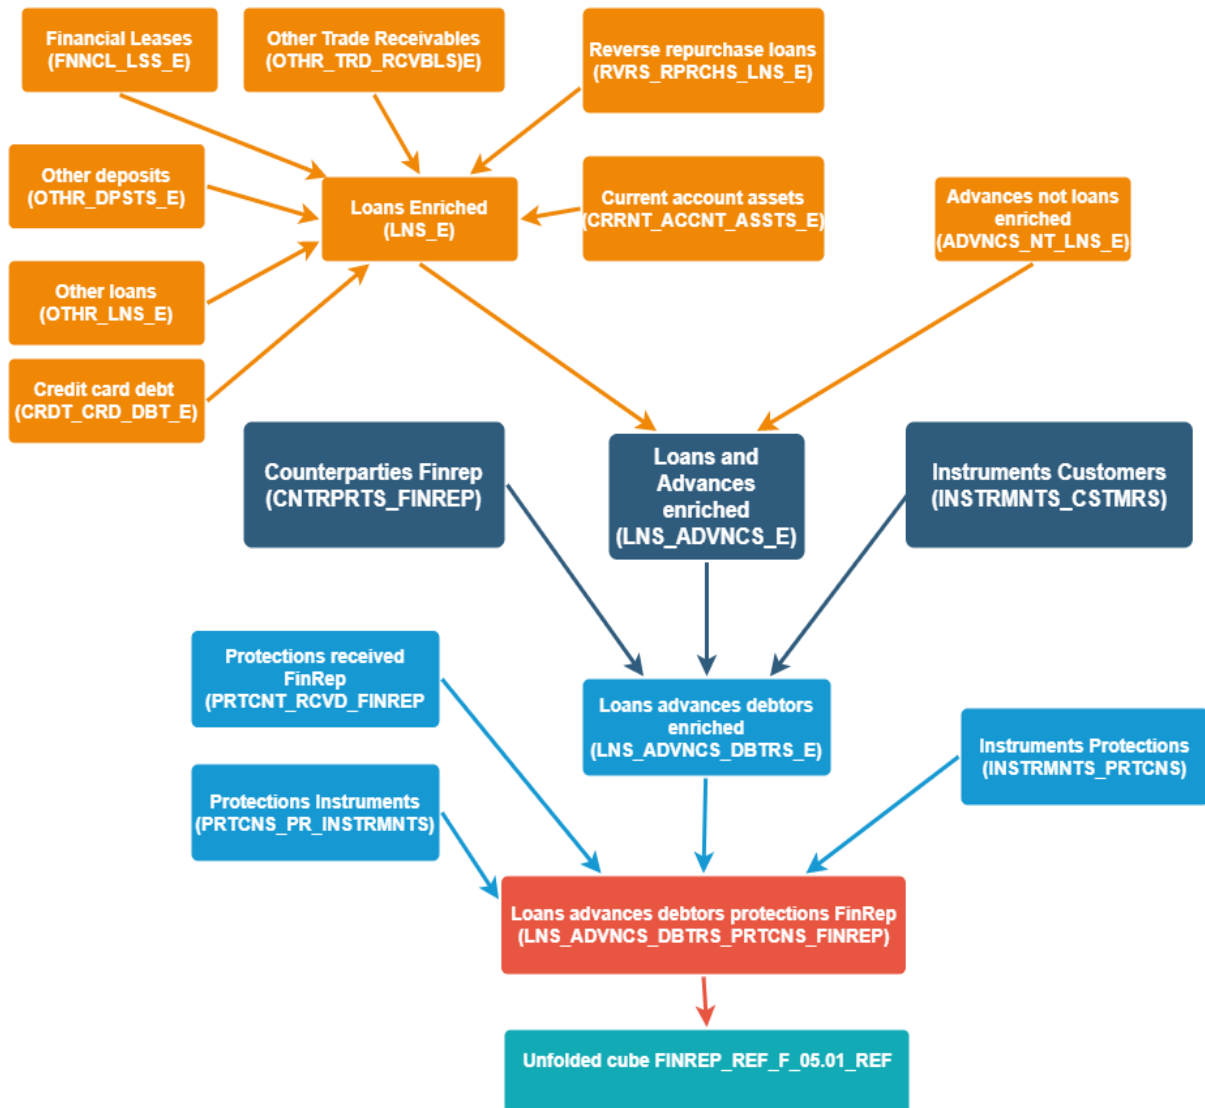 Financial Leases
(FNNCL_LSS_E)
Other Trade Receivables
(OTHR_TRD_RCVBLS)E)
Reverse repurchase loans
(RVRS_RPRCHS_LNS_E)
Other deposits
(OTHR_DPSTS_E)
Loans Enriched
(LNS_E)
Current account assets
(CRRNT_ACCNT_ASSTS_E)
Advances not loans
enriched
(ADVNCS_NT_LNS_E)
Other loans
(OTHR_LNS_E)
Credit card debt
(CRDT_CRD_DBT_E)
Counterparties Finrep
(CNTRPRTS_FINREP)
Loans and
Advances
enriched
(LNS_ADVNCS_E)
Instruments Customers
(INSTRMNTS_CSTMRS)
Protections received
FinRep
(PRTCNT_RCVD_FINREP
Loans advances debtors
enriched
(LNS_ADVNCS_DBTRS_E)
Instruments Protections
(INSTRMNTS_PRTCNS)
Protections Instruments
(PRTCNS_PR_INSTRMNTS)
Loans advances debtors protections FinRep
(LNS_ADVNCS_DBTRS_PRTCNS_FINREP)
Unfolded cube FINREP_REF_F_05.01_REF